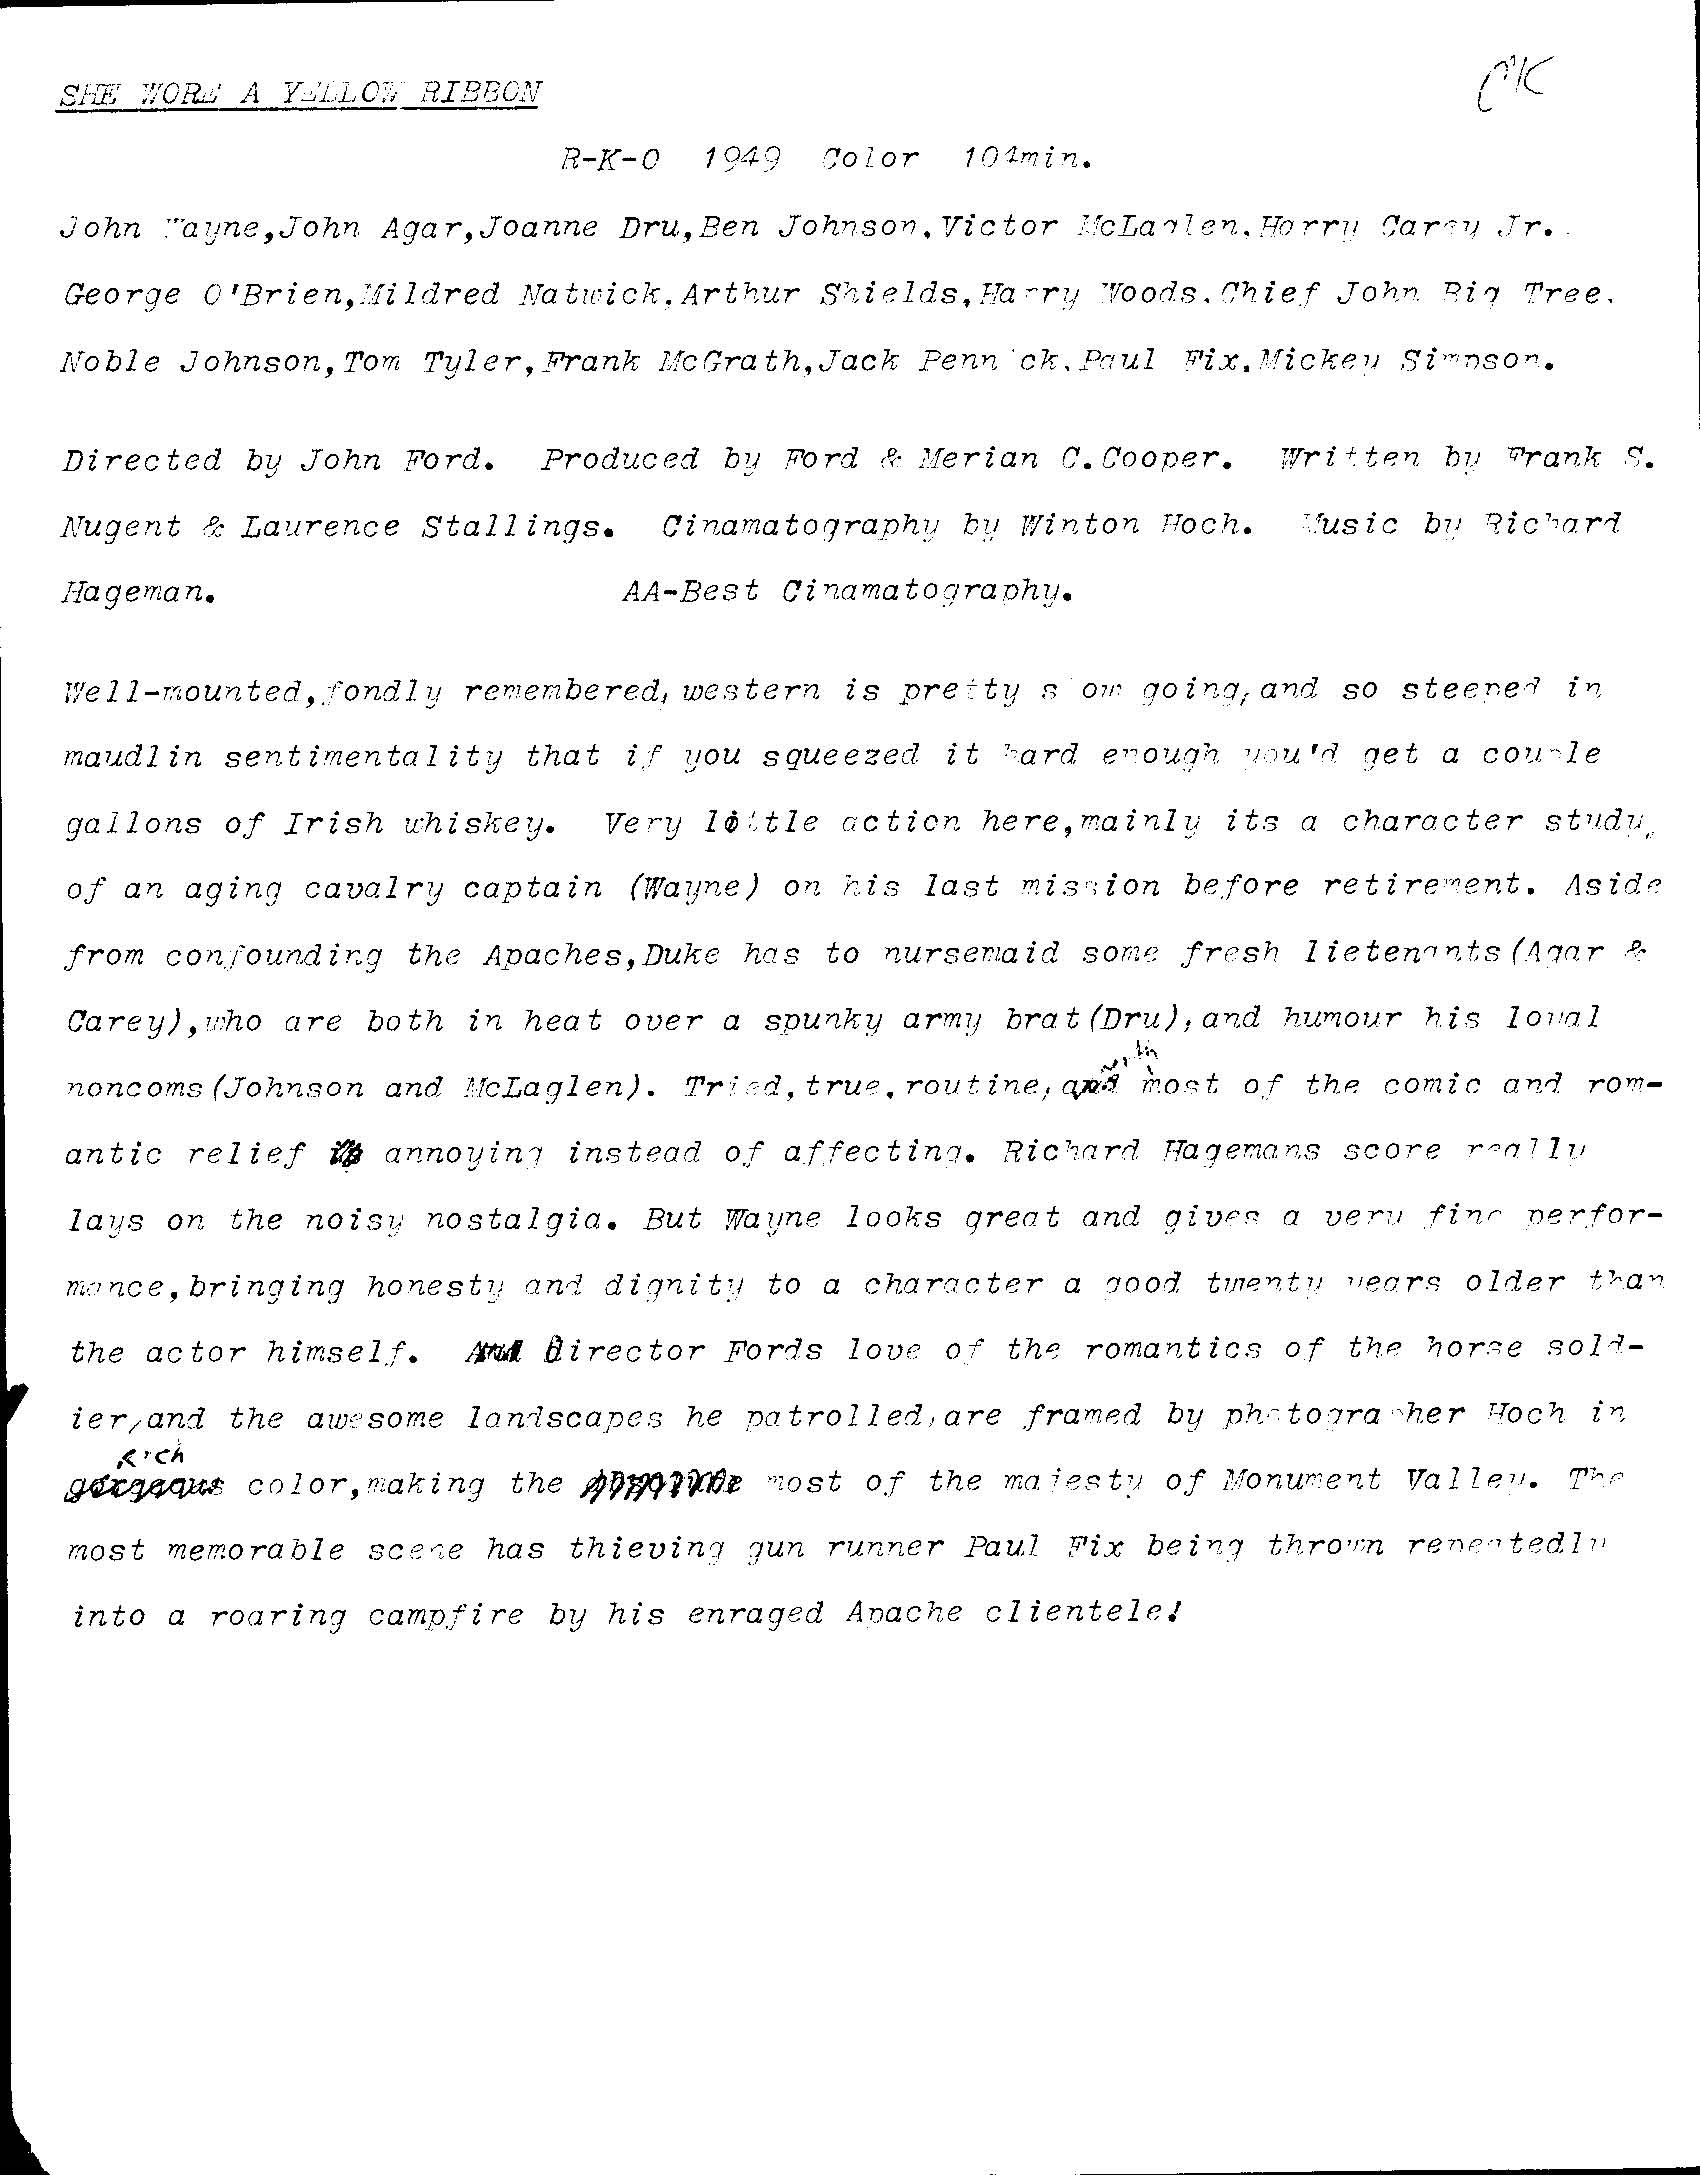 SHE WORE A YELLOW RIBBON
OK
R-K-O 1949 Color 104min.
John Wayne,John Agar,Joanne Dru,Ben Johnson,Victor McLaglen,Harry Carey Jr.
George O'Brien,Mildred Natwick,Arthur Shields,Harry Woods,Chief John Big Tree,
Noble Johnson,Tom Tyler,Frank McGrath,Jack Pennick,Paul Fix,Mickey Simpson.
Directed by John Ford. Produced by Ford & Merian C.Cooper. Written by Frank S.
Nugent & Laurence Stallings. Cinamatography by Winton Hoch. Music by Richard
Hageman. AA-Best Cinamatography.
Well-mounted,fondly remembered, western is pretty slow going,and so steeped in
maudlin sentimentality that if you squeezed it hard enough you'd get a couple
gallons of Irish whiskey. Very little action here,mainly its a character study,
of an aging cavalry captain (Wayne) on his last mission before retirement. Aside
from confounding the Apaches,Duke has to nursemaid some fresh lietenants(Agar &
Carey),who are both in heat over a spunky army brat(Dru),and humour his loyal
with
noncoms(Johnson and McLaglen). Tried,true,routine,and most of the comic and rom-
antic relief is annoying instead of affecting. Richard Hagemans score really
lays on the noisy nostalgia. But Wayne looks great and gives a very fine perfor-
mance,bringing honesty and dignity to a character a good twenty years older than
the actor himself. And Director Fords love of the romantics of the horse sold-
ier,and the awesome landscapes he patrolled,are framed by photographer Hoch in
rich
gorgeous color,making the most of the majesty of Monument Valley. The
most memorable scene has thieving gun runner Paul Fix being thrown repeatedly
into a roaring campfire by his enraged Apache clientele!